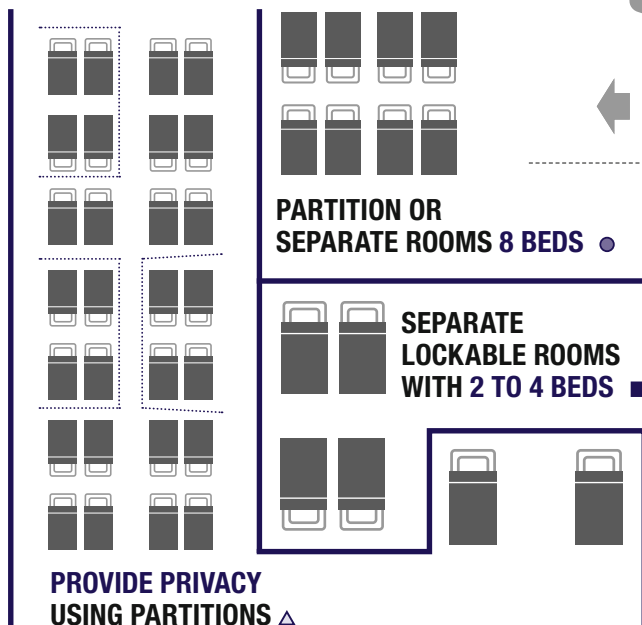 PARTITION OR
SEPARATE ROOMS 8 BEDS
SEPARATE
LOCKABLE ROOMS
WITH 2 TO 4 BEDS
PROVIDE PRIVACY
USING PARTITIONS